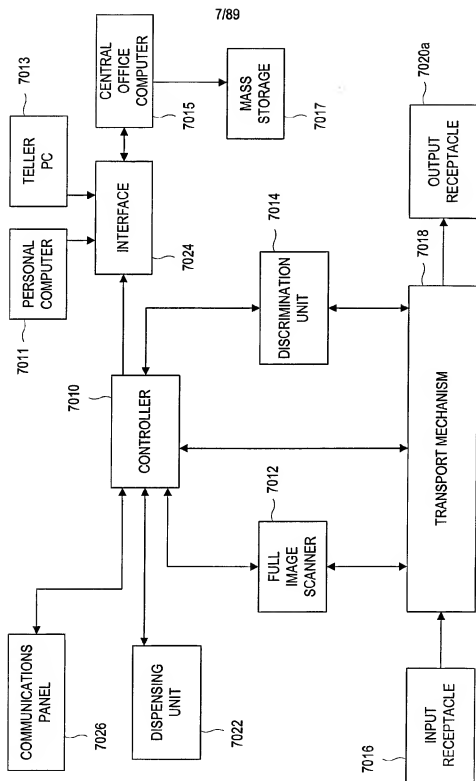 7/89
7013
TELLER
PC
PERSONAL
COMPUTER
7011
CENTRAL
OFFICE
COMPUTER
7015
INTERFACE
7024
MASS
STORAGE
7017
7020a
OUTPUT
RECEPTACLE
7010
CONTROLLER
7014
DISCRIMINATION
UNIT
7018
TRANSPORT MECHANISM
7012
FULL
IMAGE
SCANNER
COMMUNICATIONS
PANEL
7026
DISPENSING
UNIT
7022
7016
INPUT
RECEPTACLE